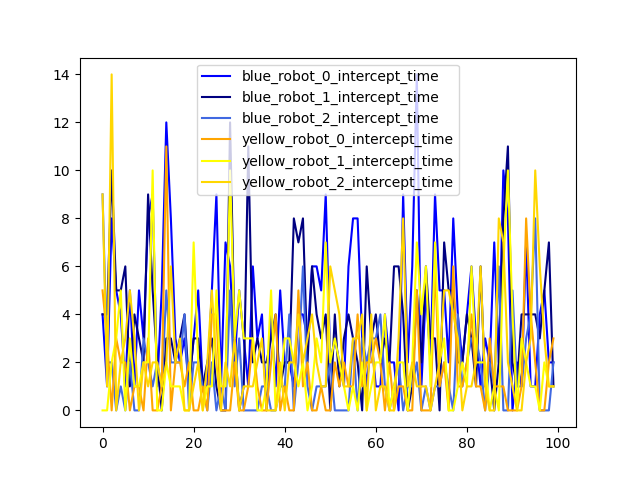 14
12
10
8
6
4
2
0
0 20 40 60 80 100
blue_robot_0_intercept_time
blue_robot_1_intercept_time
blue_robot_2_intercept_time
yellow_robot_0_intercept_time
yellow_robot_1_intercept_time
yellow_robot_2_intercept_time